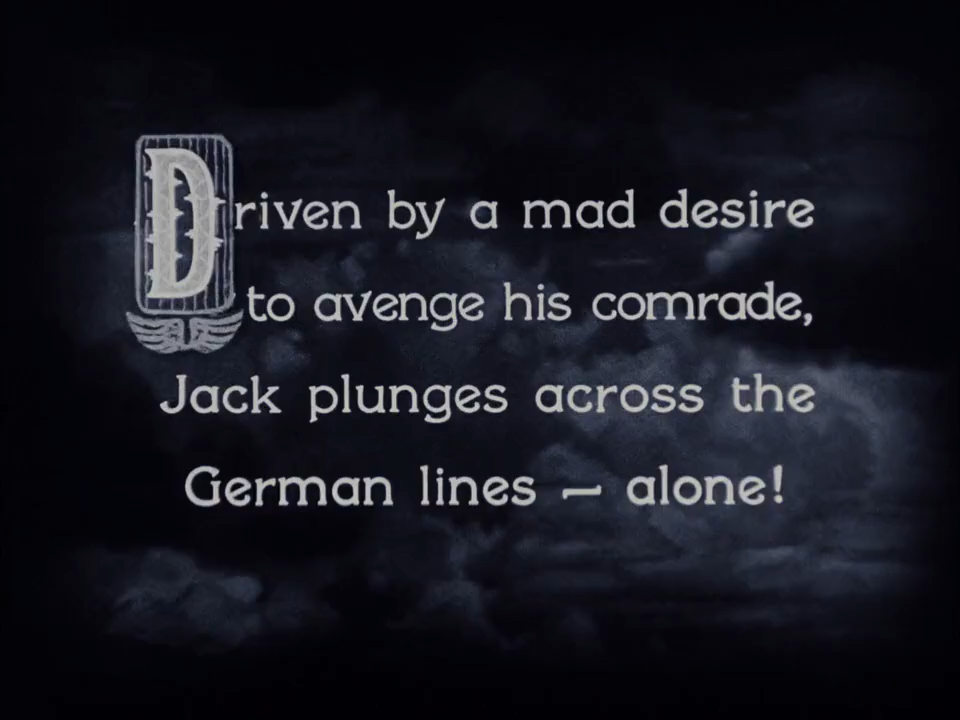 Driven by a mad desire
to avenge his comrade,
Jack plunges across the
German lines — alone!